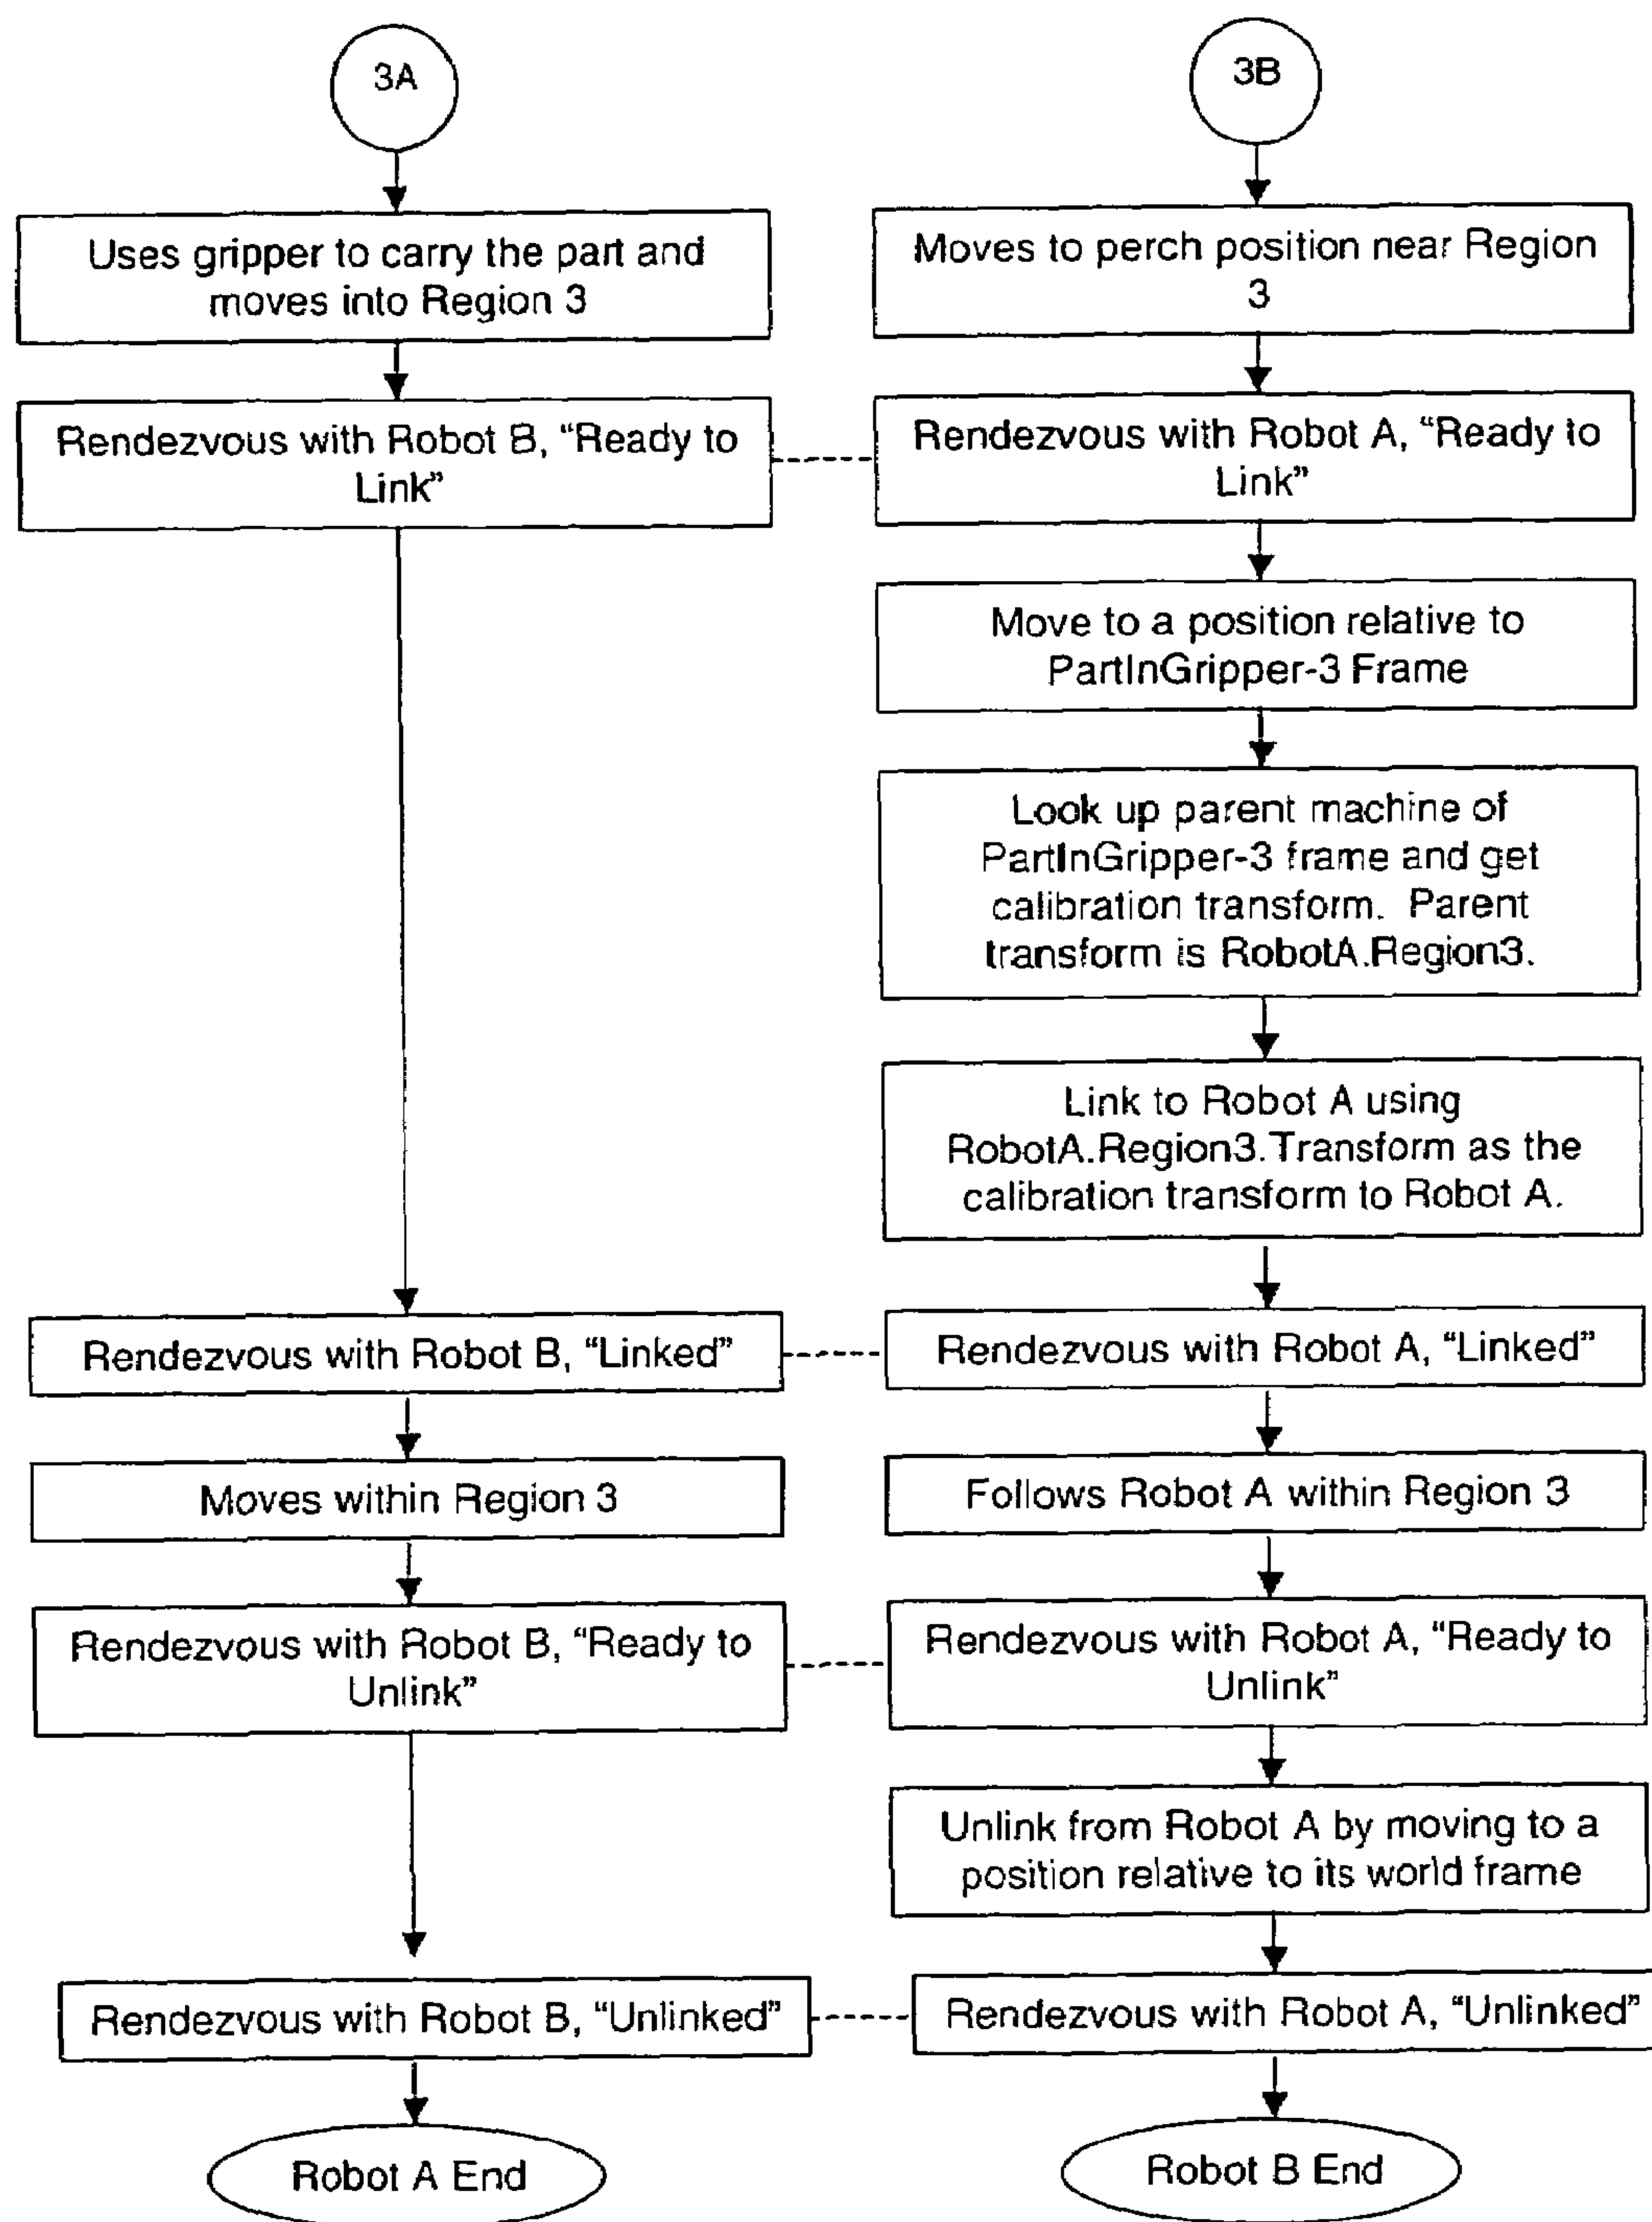 3A
3B
Uses gripper to carry the part and
moves into Region 3
Moves to perch position near Region
3
Rendezvous with Robot B, “Ready to
Link”
Rendezvous with Robot A, “Ready to
Link”
Move to a position relative to
PartInGripper-3 Frame
Look up parent machine of
PartInGripper-3 frame and get
calibration transform. Parent
transform is RobotA.Region3.
Link to Robot A using
RobotA.Region3.Transform as the
calibration transform to Robot A.
Rendezvous with Robot B, “Linked”
Rendezvous with Robot A, “Linked”
Moves within Region 3
Follows Robot A within Region 3
Rendezvous with Robot B, “Ready to
Unlink”
Rendezvous with Robot A, “Ready to
Unlink”
Unlink from Robot A by moving to a
position relative to its world frame
Rendezvous with Robot B, “Unlinked”
Rendezvous with Robot A, “Unlinked”
Robot A End
Robot B End